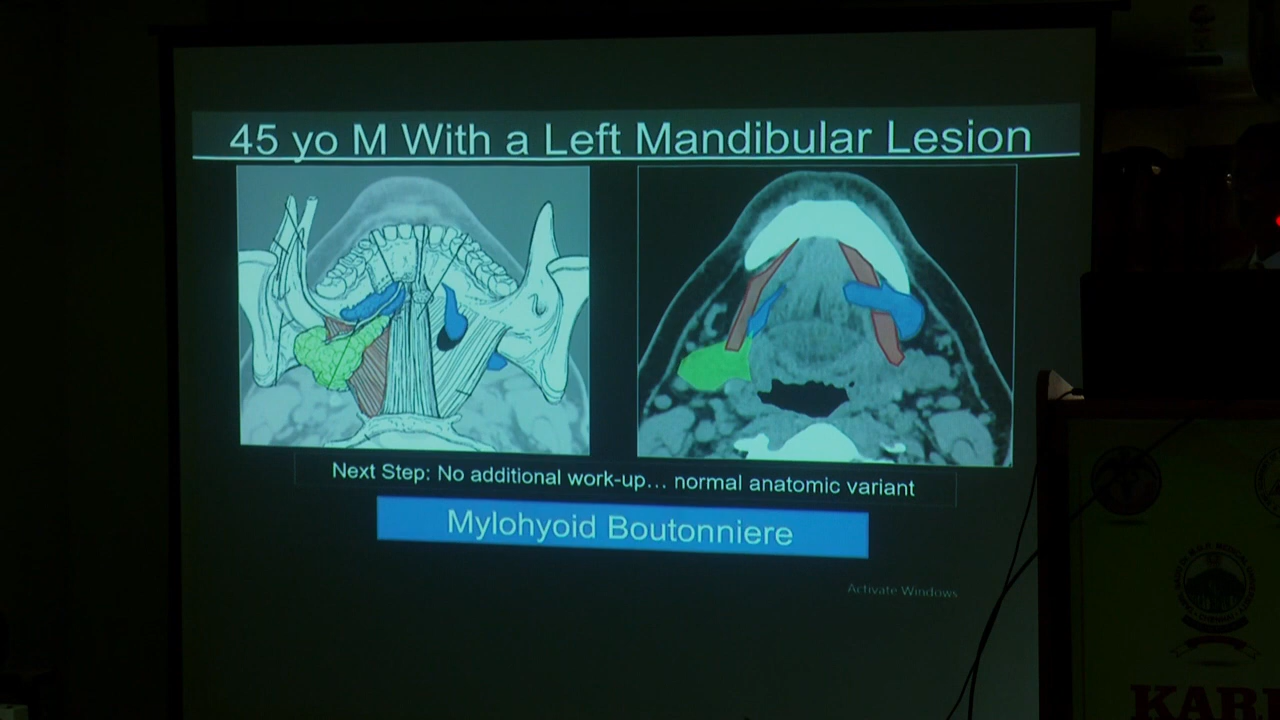 45 yo M With a Left Mandibular Lesion
Next Step: No additional work-up... normal anatomic variant
Mylohyoid Boutonniere
Activate Windows